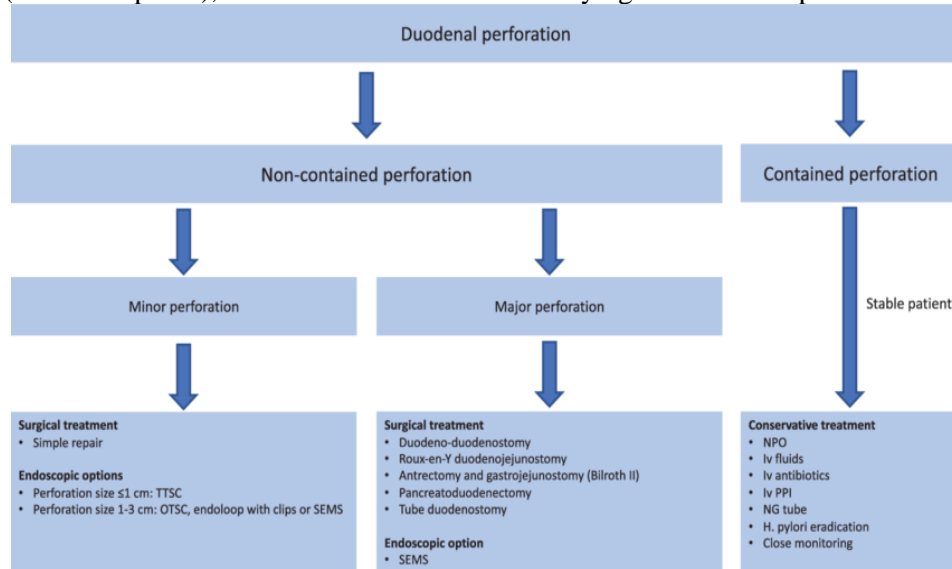 Duodenal perforation
Non-contained perforation
Contained perforation
Minor perforation
Major perforation
Stable patient
Surgical treatment
• Simple repair
Endoscopic options
• Perforation size ≤1 cm: TTSC
• Perforation size 1-3 cm: OTSC, endoloop with clips or SEMS
Surgical treatment
• Duodeno-duodenostomy
• Roux-en-Y duodenojejunostomy
• Antrectomy and gastrojejunostomy (Bilroth II)
• Pancreatoduodenectomy
• Tube duodenostomy
Endoscopic option
• SEMS
Conservative treatment
• NPO
• Iv fluids
• Iv antibiotics
• Iv PPI
• NG tube
• H. pylori eradication
• Close monitoring